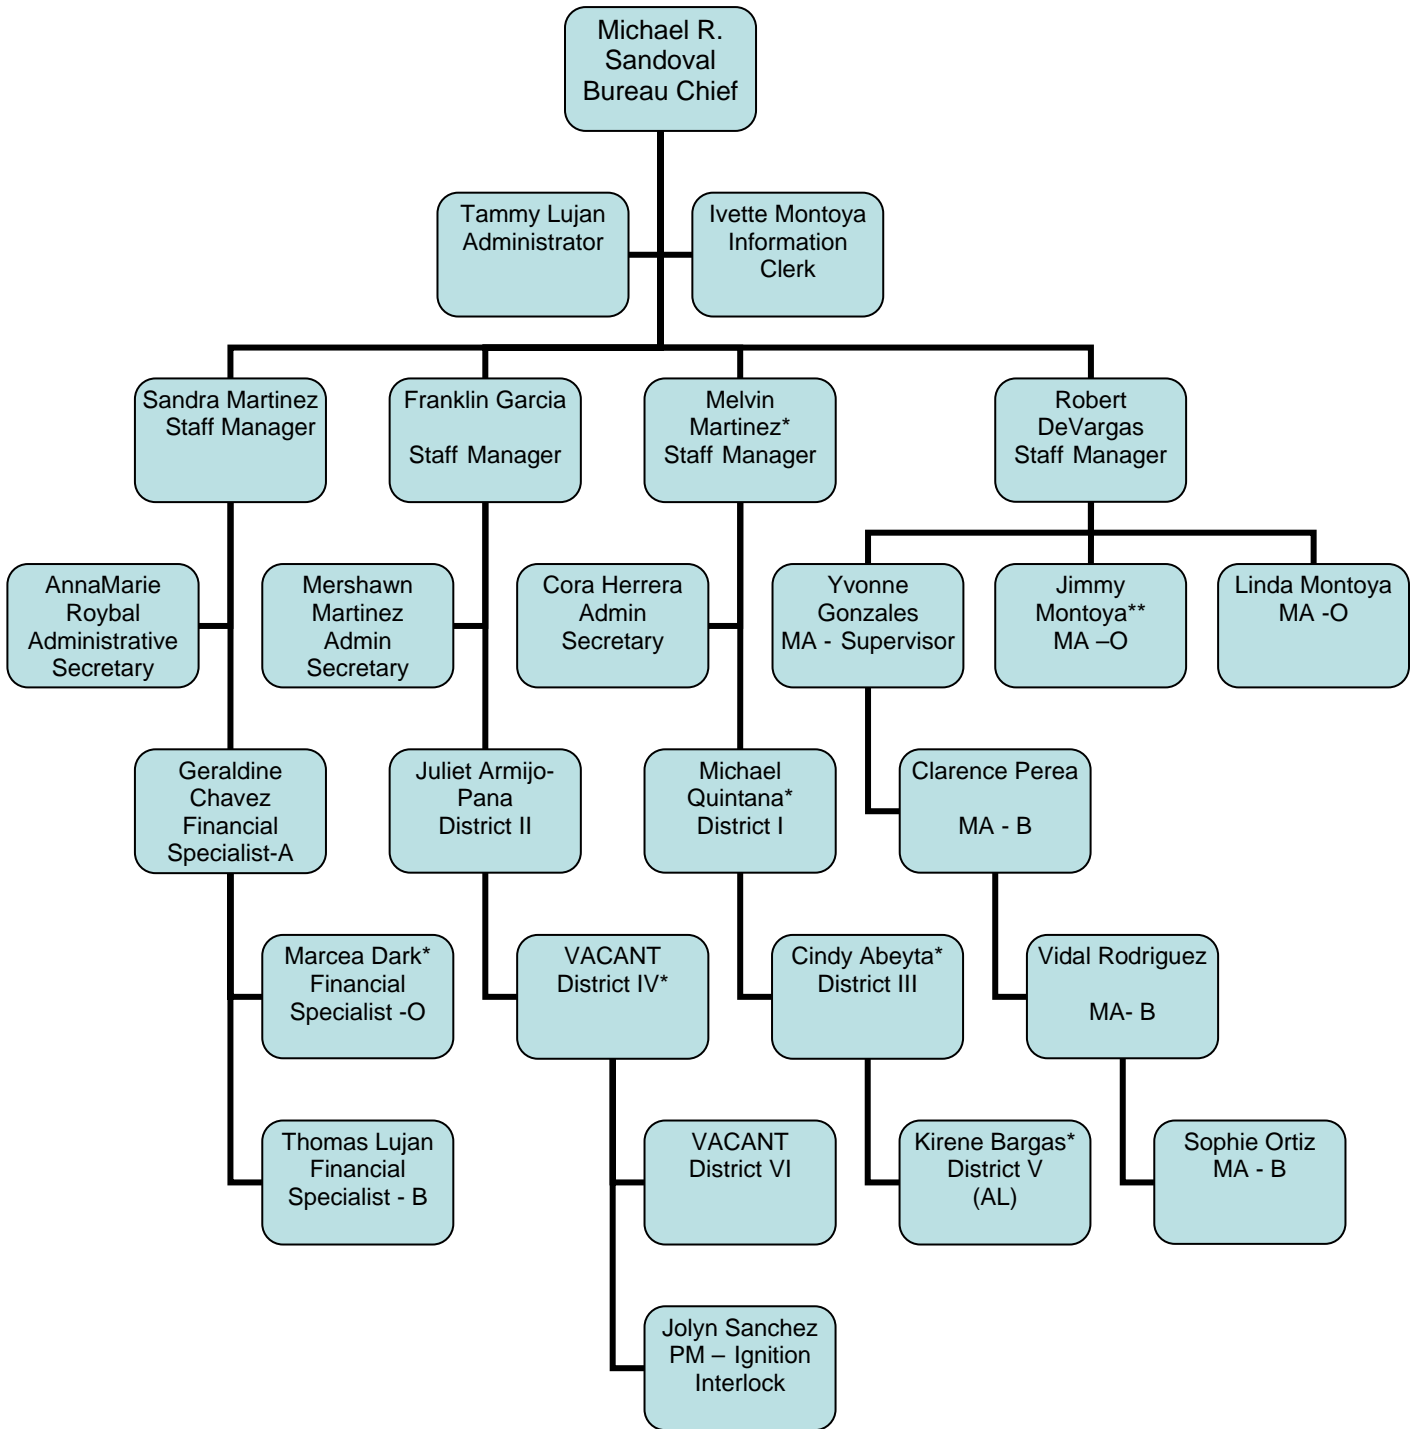 Michael R.
Sandoval
Bureau Chief
Tammy Lujan
Administrator
Ivette Montoya
Information
Clerk
Sandra Martinez
Staff Manager
Franklin Garcia
Staff Manager
Melvin
Martinez*
Staff Manager
Robert
DeVargas
Staff Manager
AnnaMarie
Roybal
Administrative
Secretary
Mershawn
Martinez
Admin
Secretary
Cora Herrera
Admin
Secretary
Yvonne
Gonzales
MA - Supervisor
Jimmy
Montoya**
MA –O
Linda Montoya
MA -O
Geraldine
Chavez
Financial
Specialist-A
Juliet Armijo-
Pana
District II
Michael
Quintana*
District I
Clarence Perea
MA - B
Marcea Dark*
Financial
Specialist -O
VACANT
District IV*
Cindy Abeyta*
District III
Vidal Rodriguez
MA- B
Thomas Lujan
Financial
Specialist - B
VACANT
District VI
Kirene Bargas*
District V
(AL)
Sophie Ortiz
MA - B
Jolyn Sanchez
PM – Ignition
Interlock